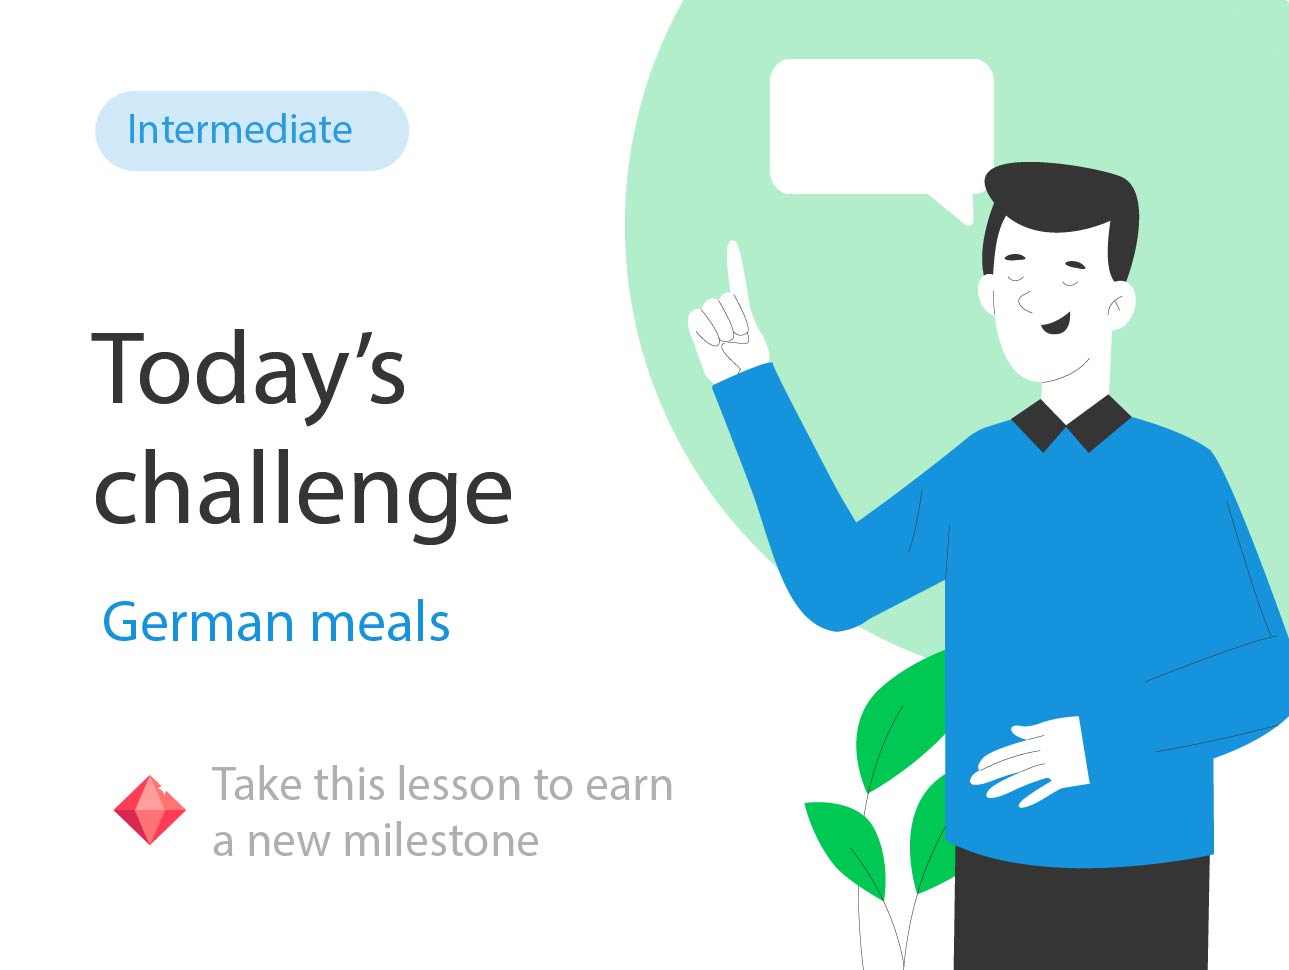 Intermediate
Today’s
challenge
German meals
Take this lesson to earn
a new milestone